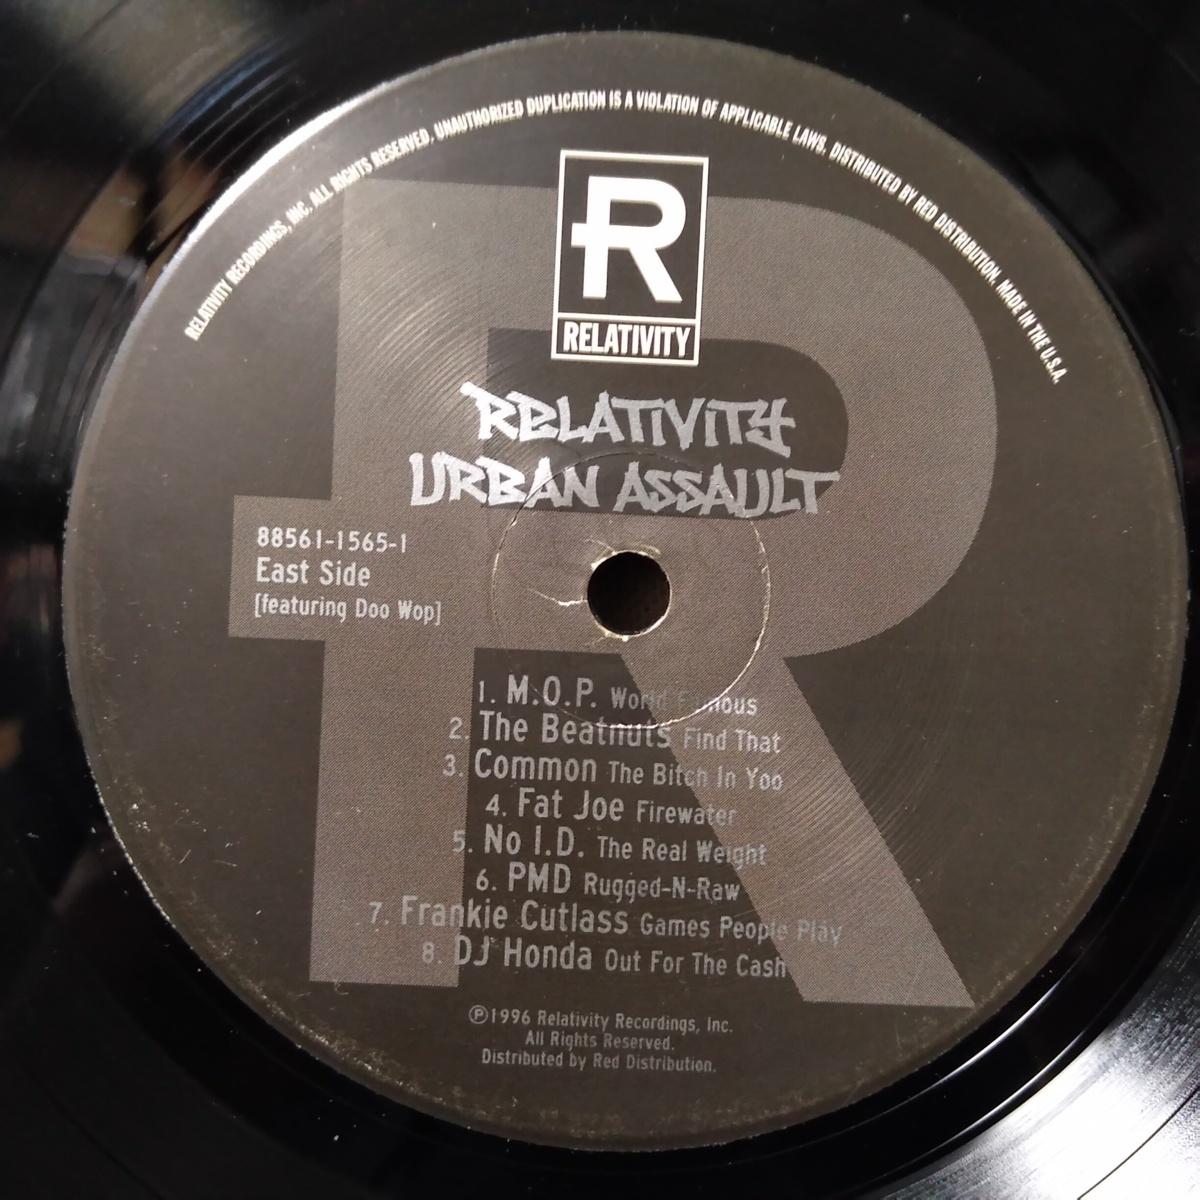 RELATIVITY RECORDINGS, INC. ALL RIGHTS RESERVED. UNAUTHORIZED DUPLICATION IS A VIOLATION OF APPLICABLE LAWS. DISTRIBUTED BY RED DISTRIBUTION. MADE IN THE U.S.A.
R
RELATIVITY
RELATIVITY
URBAN ASSAULT
88561-1565-1
East Side
[featuring Doo Wop]
1. M.O.P. World Famous
2. The Beatnuts Find That
3. Common The Bitch In Yoo
4. Fat Joe Firewater
5. No I.D. The Real Weight
6. PMD Rugged-N-Raw
7. Frankie Cutlass Games People Play
8. DJ Honda Out For The Cash
℗1996 Relativity Recordings, Inc.
All Rights Reserved.
Distributed by Red Distribution.